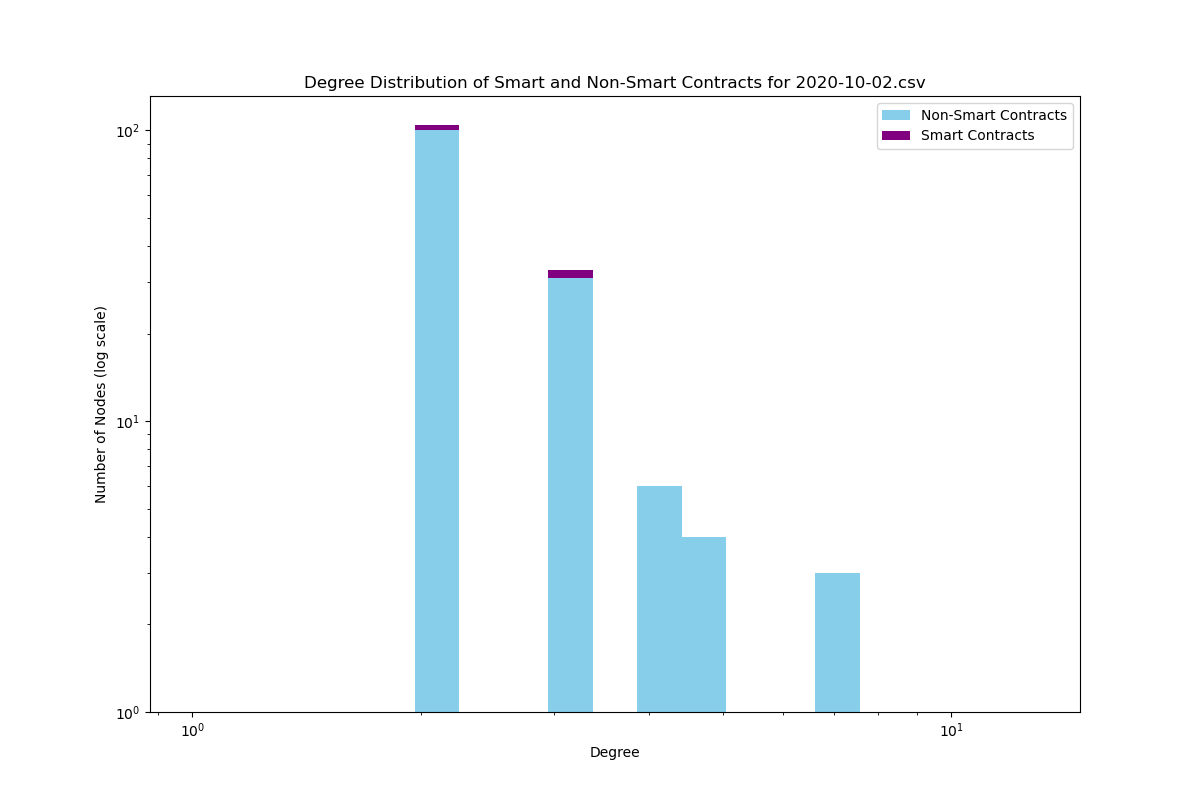 Degree Distribution of Smart and Non-Smart Contracts for 2020-10-02.csv
Non-Smart Contracts
Smart Contracts
Number of Nodes (log scale)
10²
10¹
10⁰
10⁰ 10¹
Degree